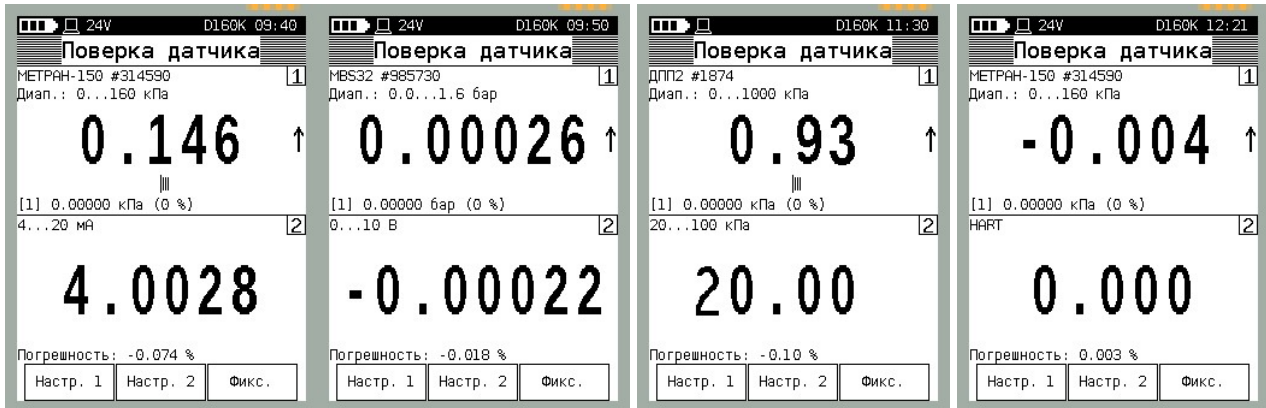 24V D160K 09:40
Поверка датчика
МЕТРАН-150 #314590 1
Диап.: 0...160 кПа
0.146 ↑
[1] 0.00000 кПа (0 %)
4...20 мА 2
4.0028
Погрешность: -0.074 %
Настр. 1 Настр. 2 Фикс.
24V D160K 09:50
Поверка датчика
MBS32 #985730 1
Диап.: 0.0...1.6 бар
0.00026 ↑
[1] 0.00000 бар (0 %)
0...10 В 2
-0.00022
Погрешность: -0.018 %
Настр. 1 Настр. 2 Фикс.
D160K 11:30
Поверка датчика
ДПП2 #1874 1
Диап.: 0...1000 кПа
0.93 ↑
[1] 0.00000 кПа (0 %)
20...100 кПа 2
20.00
Погрешность: -0.10 %
Настр. 1 Настр. 2 Фикс.
24V D160K 12:21
Поверка датчика
МЕТРАН-150 #314590 1
Диап.: 0...160 кПа
-0.004 ↑
[1] 0.00000 кПа (0 %)
HART 2
0.000
Погрешность: 0.003 %
Настр. 1 Настр. 2 Фикс.